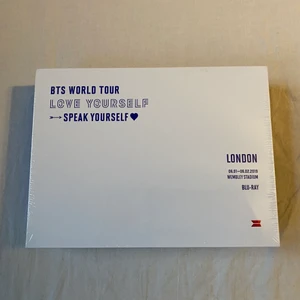 BTS WORLD TOUR
LOVE YOURSELF
SPEAK YOURSELF
LONDON
06.01~06.02.2019
WEMBLEY STADIUM
BLU-RAY